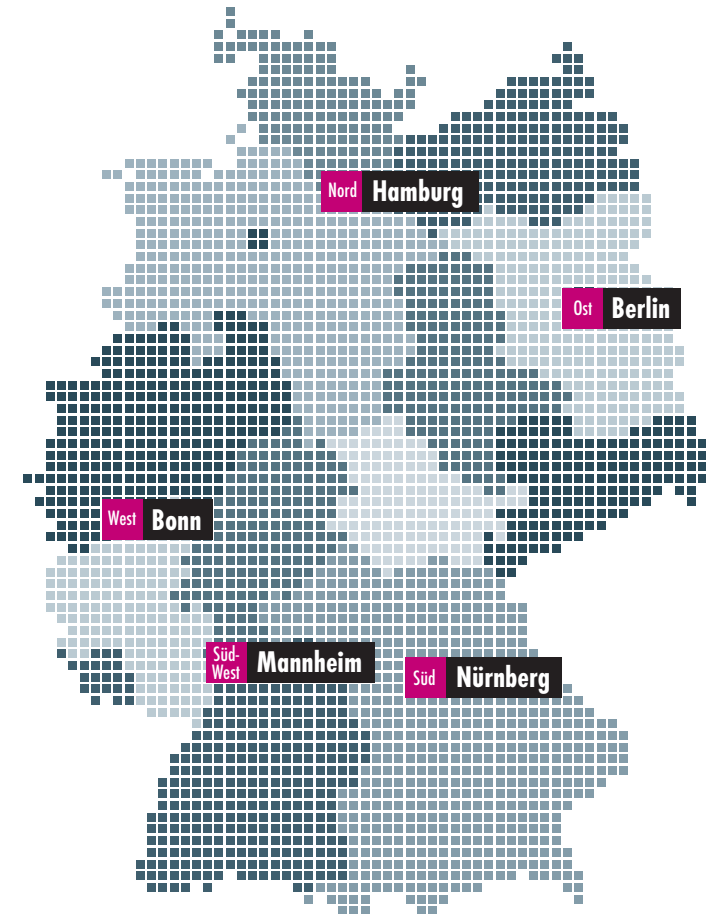 Nord Hamburg
Ost Berlin
West Bonn
Süd-
West Mannheim
Süd Nürnberg